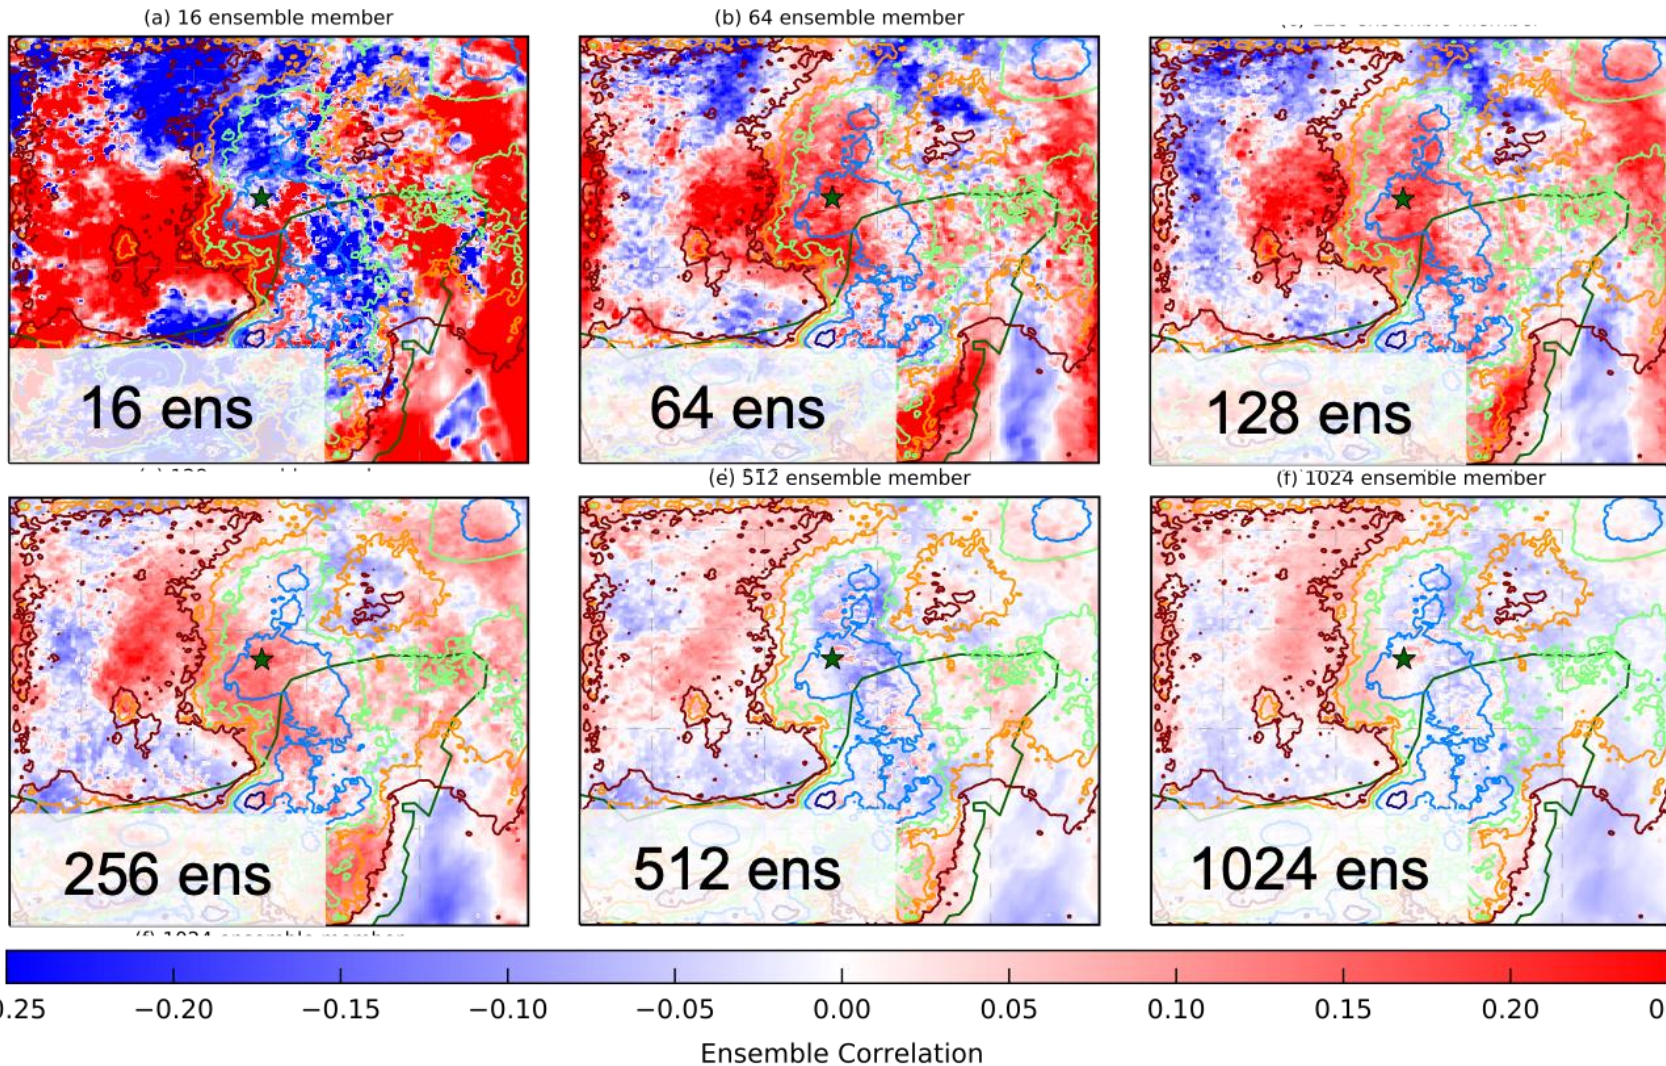 (a) 16 ensemble member
(b) 64 ensemble member
16 ens
64 ens
128 ens
(e) 512 ensemble member
(f) 1024 ensemble member
256 ens
512 ens
1024 ens
−0.20
−0.15
−0.10
−0.05
0.00
0.05
0.10
0.15
0.20
Ensemble Correlation